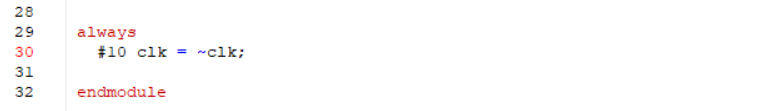 28
29 always
30 #10 clk = ~clk;
31
32 endmodule